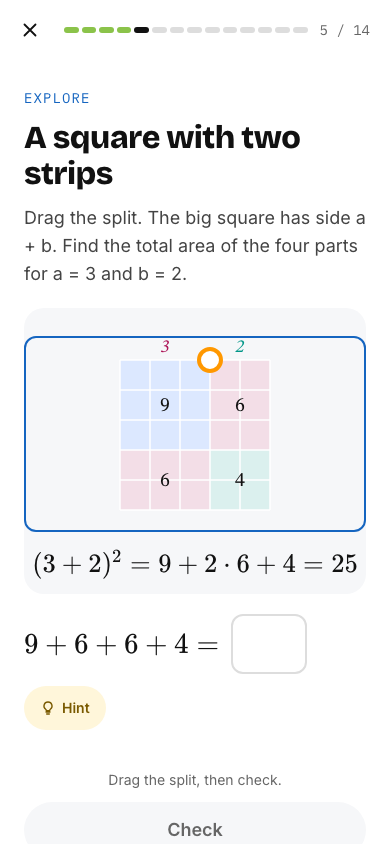 5 / 14
EXPLORE
A square with two
strips
Drag the split. The big square has side a
+ b. Find the total area of the four parts
for a = 3 and b = 2.
3 2
9 6
6 4
(3 + 2)² = 9 + 2 · 6 + 4 = 25
9 + 6 + 6 + 4 =
Hint
Drag the split, then check.
Check